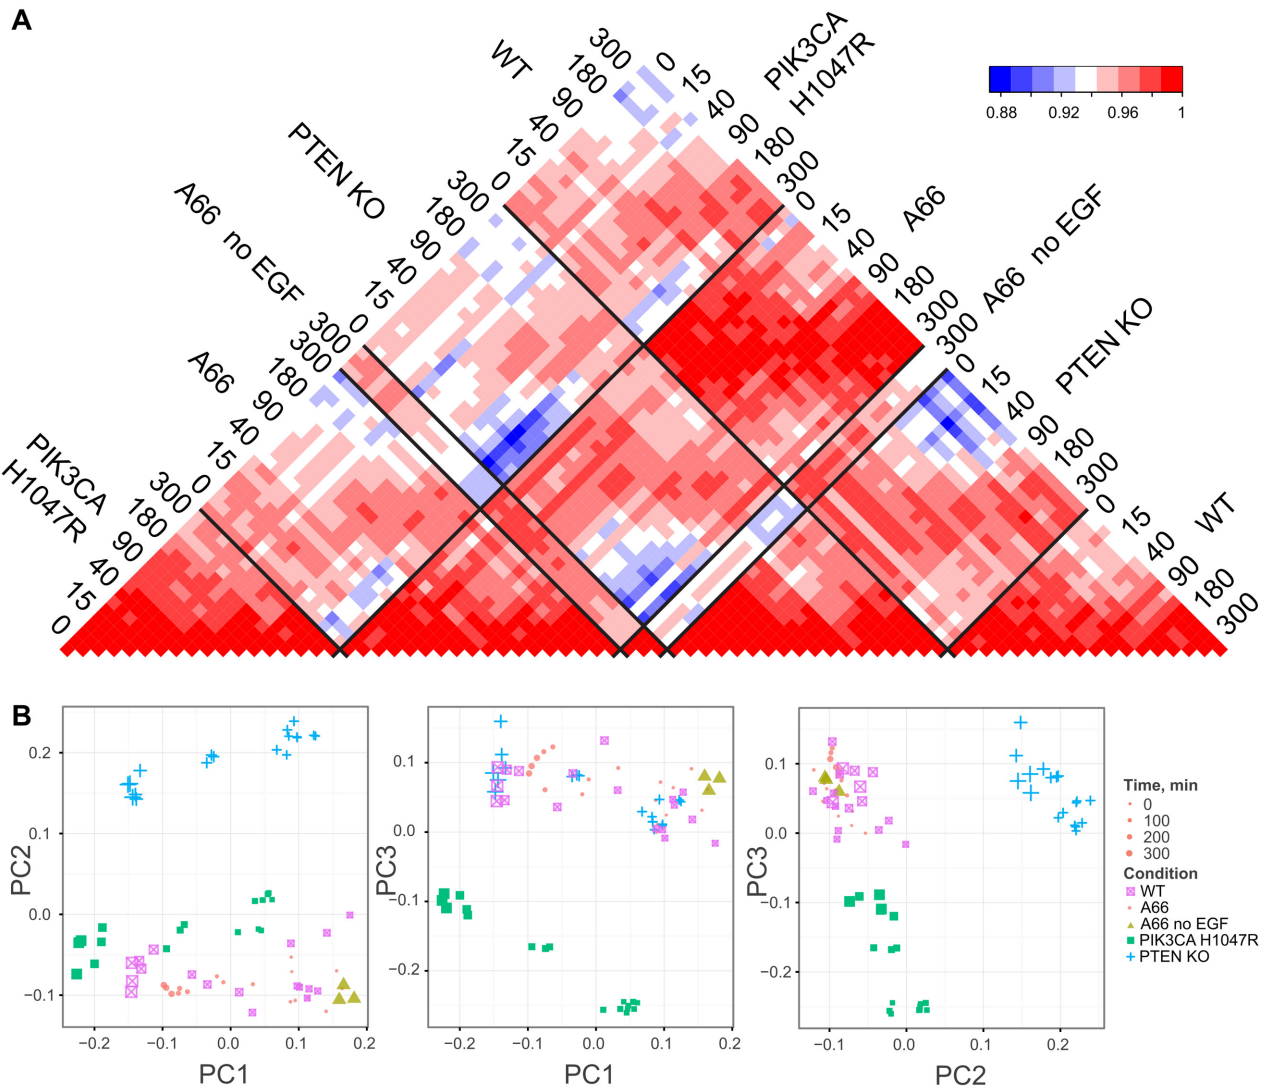 A
WT
300
180
90
40
15
0
PTEN KO
300
180
90
40
15
0
A66 no EGF
300
A66
300
180
90
40
15
0
PIK3CA
H1047R
300
180
90
40
15
0
0
15
40
90
180
300
PIK3CA
H1047R
0
15
40
90
180
300
A66
300
A66 no EGF
0
15
40
90
180
300
PTEN KO
0
15
40
90
180
300
WT
0.88 0.92 0.96 1
B
PC2
0.2
0.1
0.0
−0.1
−0.2 −0.1 0.0 0.1 0.2
PC1
PC3
0.1
0.0
−0.1
−0.2
−0.2 −0.1 0.0 0.1 0.2
PC1
PC3
0.1
0.0
−0.1
−0.2
−0.1 0.0 0.1 0.2
PC2
Time, min
0
100
200
300
Condition
WT
A66
A66 no EGF
PIK3CA H1047R
PTEN KO